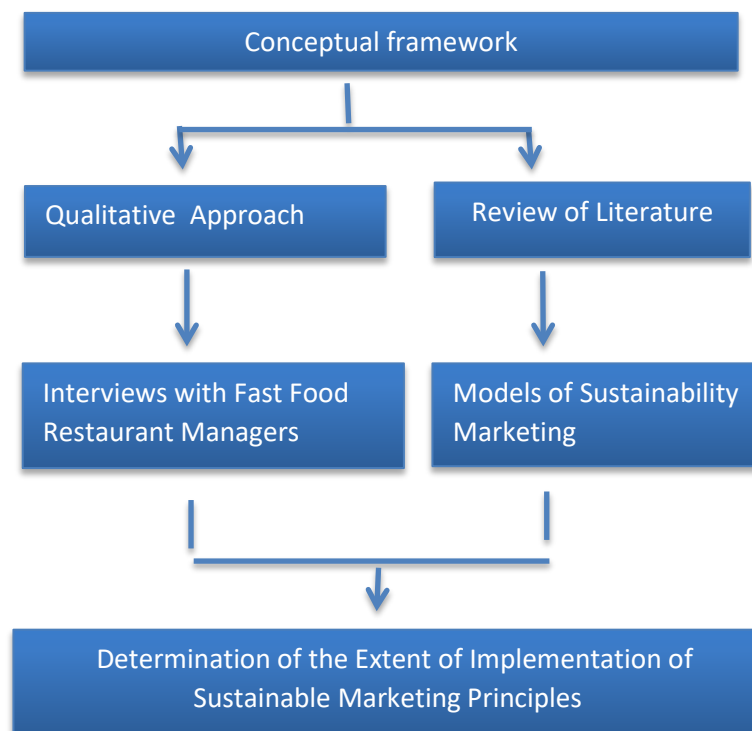 Conceptual framework
Qualitative Approach
Review of Literature
Interviews with Fast Food
Restaurant Managers
Models of Sustainability
Marketing
Determination of the Extent of Implementation of
Sustainable Marketing Principles